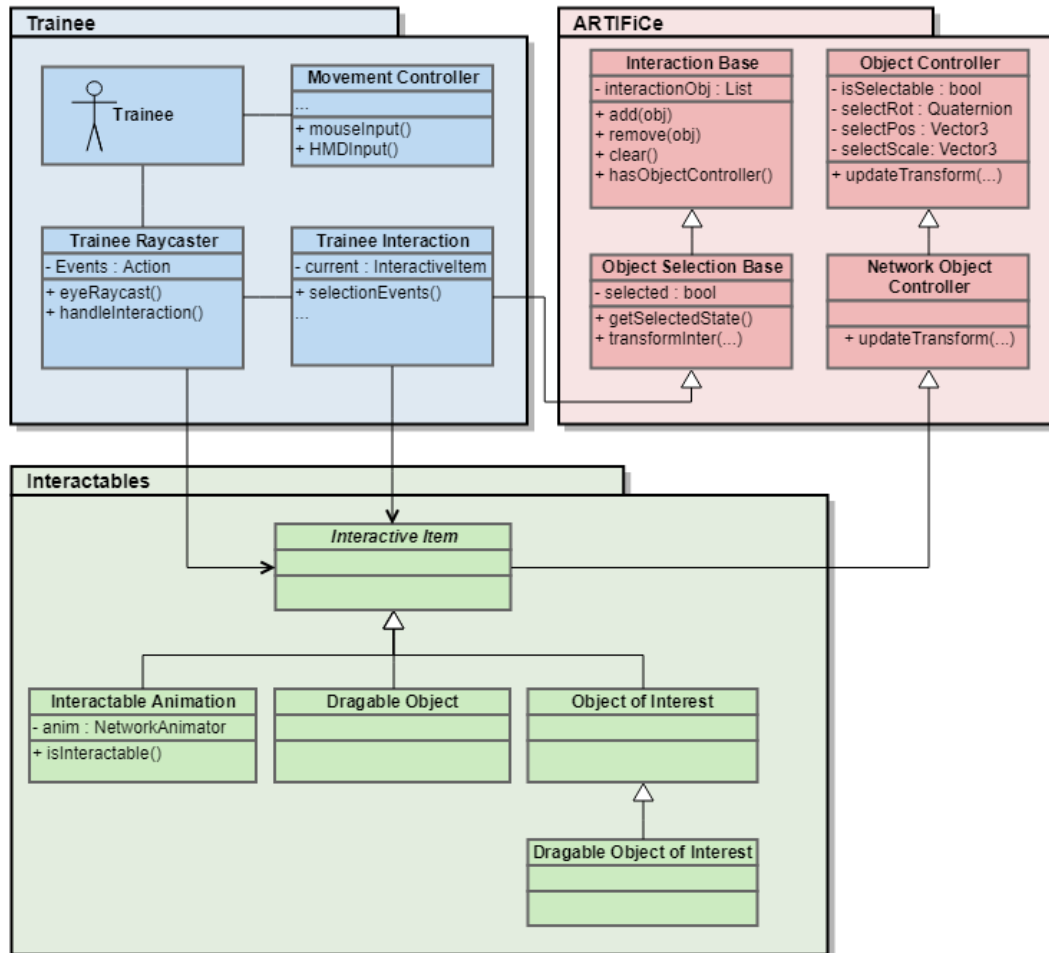 Trainee
Trainee
Movement Controller
...
+ mouseInput()
+ HMDInput()
Trainee Raycaster
- Events : Action
+ eyeRaycast()
+ handleInteraction()
Trainee Interaction
- current : InteractiveItem
+ selectionEvents()
...
ARTIFiCe
Interaction Base
- interactionObj : List
+ add(obj)
+ remove(obj)
+ clear()
+ hasObjectController()
Object Controller
- isSelectable : bool
- selectRot : Quaternion
- selectPos : Vector3
- selectScale: Vector3
+ updateTransform(...)
Object Selection Base
- selected : bool
+ getSelectedState()
+ transformInter(...)
Network Object
Controller
+ updateTransform(...)
Interactables
Interactive Item
Interactable Animation
- anim : NetworkAnimator
+ isInteractable()
Dragable Object
Object of Interest
Dragable Object of Interest